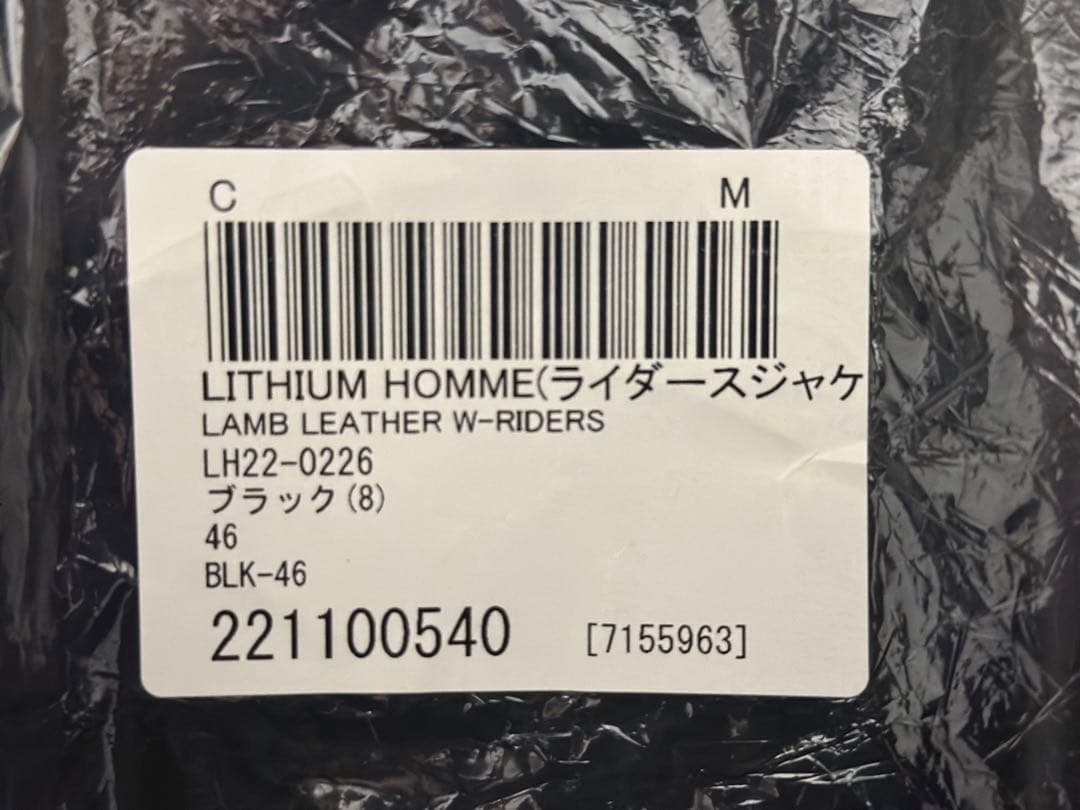 C M
LITHIUM HOMME(ライダースジャケ
LAMB LEATHER W-RIDERS
LH22-0226
ブラック(8)
46
BLK-46
221100540 [7155963]